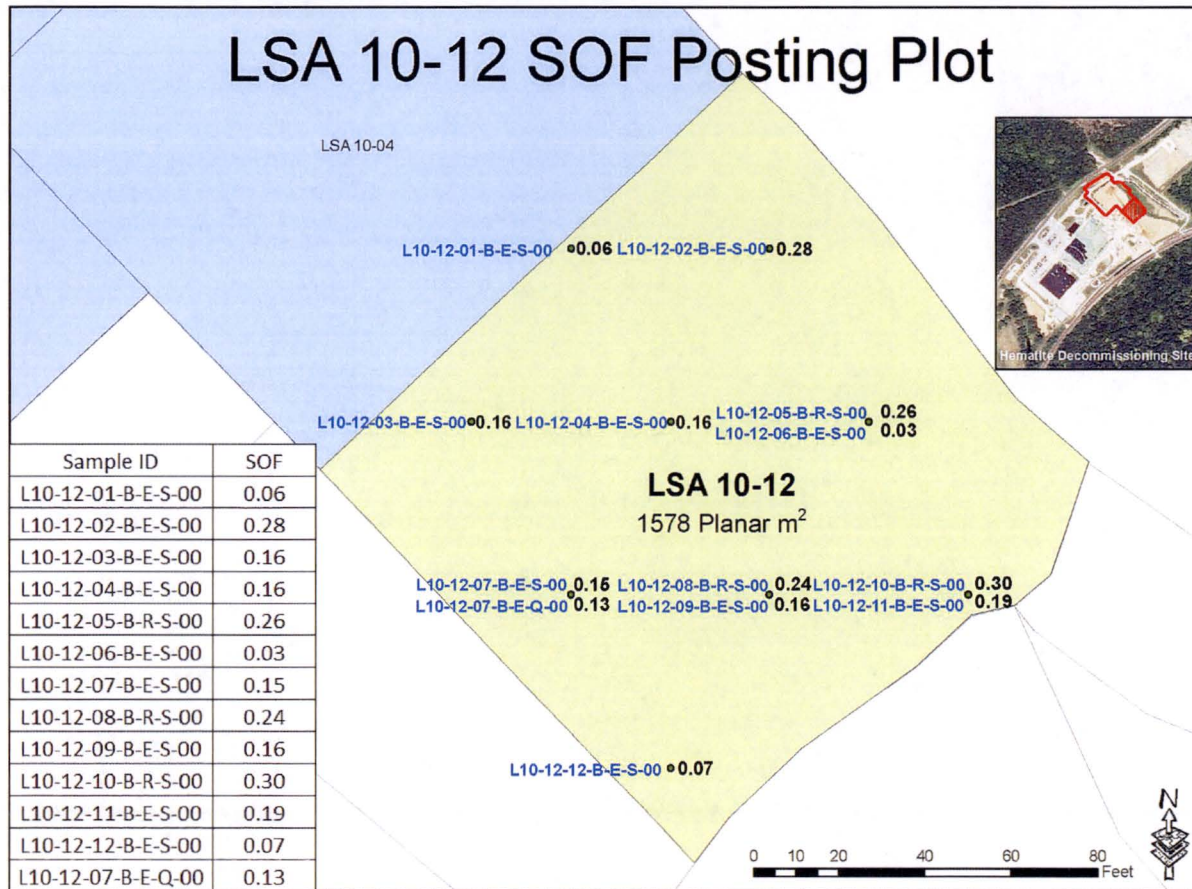 LSA 10-12 SOF Posting Plot
LSA 10-04
Hematite Decommissioning Site
L10-12-01-B-E-S-00 0.06 L10-12-02-B-E-S-00 0.28
L10-12-03-B-E-S-00 0.16 L10-12-04-B-E-S-00 0.16 L10-12-05-B-R-S-00 0.26
L10-12-06-B-E-S-00 0.03
LSA 10-12
1578 Planar m²
L10-12-07-B-E-S-00 0.15 L10-12-08-B-R-S-00 0.24 L10-12-10-B-R-S-00 0.30
L10-12-07-B-E-Q-00 0.13 L10-12-09-B-E-S-00 0.16 L10-12-11-B-E-S-00 0.19
L10-12-12-B-E-S-00 0.07
Sample ID SOF
L10-12-01-B-E-S-00 0.06
L10-12-02-B-E-S-00 0.28
L10-12-03-B-E-S-00 0.16
L10-12-04-B-E-S-00 0.16
L10-12-05-B-R-S-00 0.26
L10-12-06-B-E-S-00 0.03
L10-12-07-B-E-S-00 0.15
L10-12-08-B-R-S-00 0.24
L10-12-09-B-E-S-00 0.16
L10-12-10-B-R-S-00 0.30
L10-12-11-B-E-S-00 0.19
L10-12-12-B-E-S-00 0.07
L10-12-07-B-E-Q-00 0.13
N
0 10 20 40 60 80
Feet